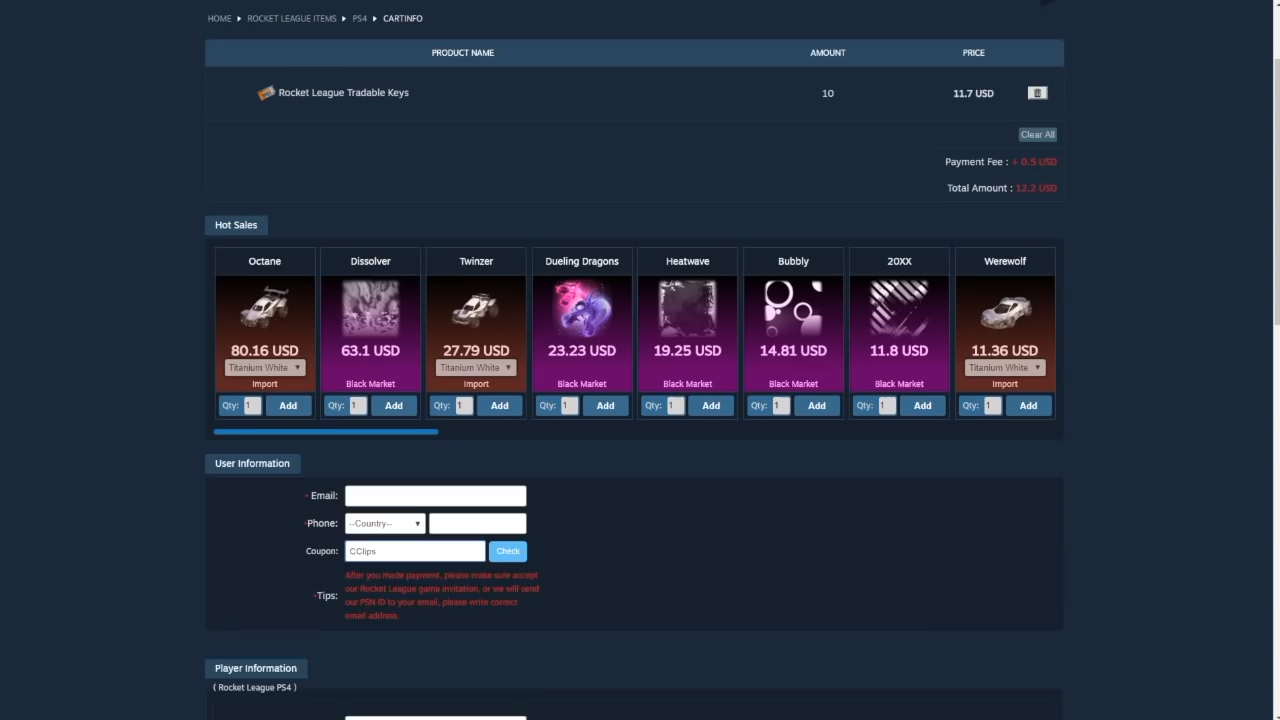 HOME ▸ ROCKET LEAGUE ITEMS ▸ PS4 ▸ CARTINFO
PRODUCT NAME AMOUNT PRICE
Rocket League Tradable Keys 10 11.7 USD
Clear All
Payment Fee : + 0.5 USD
Total Amount : 12.2 USD
Hot Sales
Octane Dissolver Twinzer Dueling Dragons Heatwave Bubbly 20XX Werewolf
80.16 USD 63.1 USD 27.79 USD 23.23 USD 19.25 USD 14.81 USD 11.8 USD 11.36 USD
Titanium White Titanium White Titanium White
Import Black Market Import Black Market Black Market Black Market Black Market Import
Qty: 1 Add Qty: 1 Add Qty: 1 Add Qty: 1 Add Qty: 1 Add Qty: 1 Add Qty: 1 Add Qty: 1 Add
User Information
* Email:
*Phone: --Country--
Coupon: CClips Check
After you made payment, please make sure accept
our Rocket League game invitation, or we will send
*Tips:
our PSN ID to your email, please write correct
email address.
Player Information
( Rocket League PS4 )